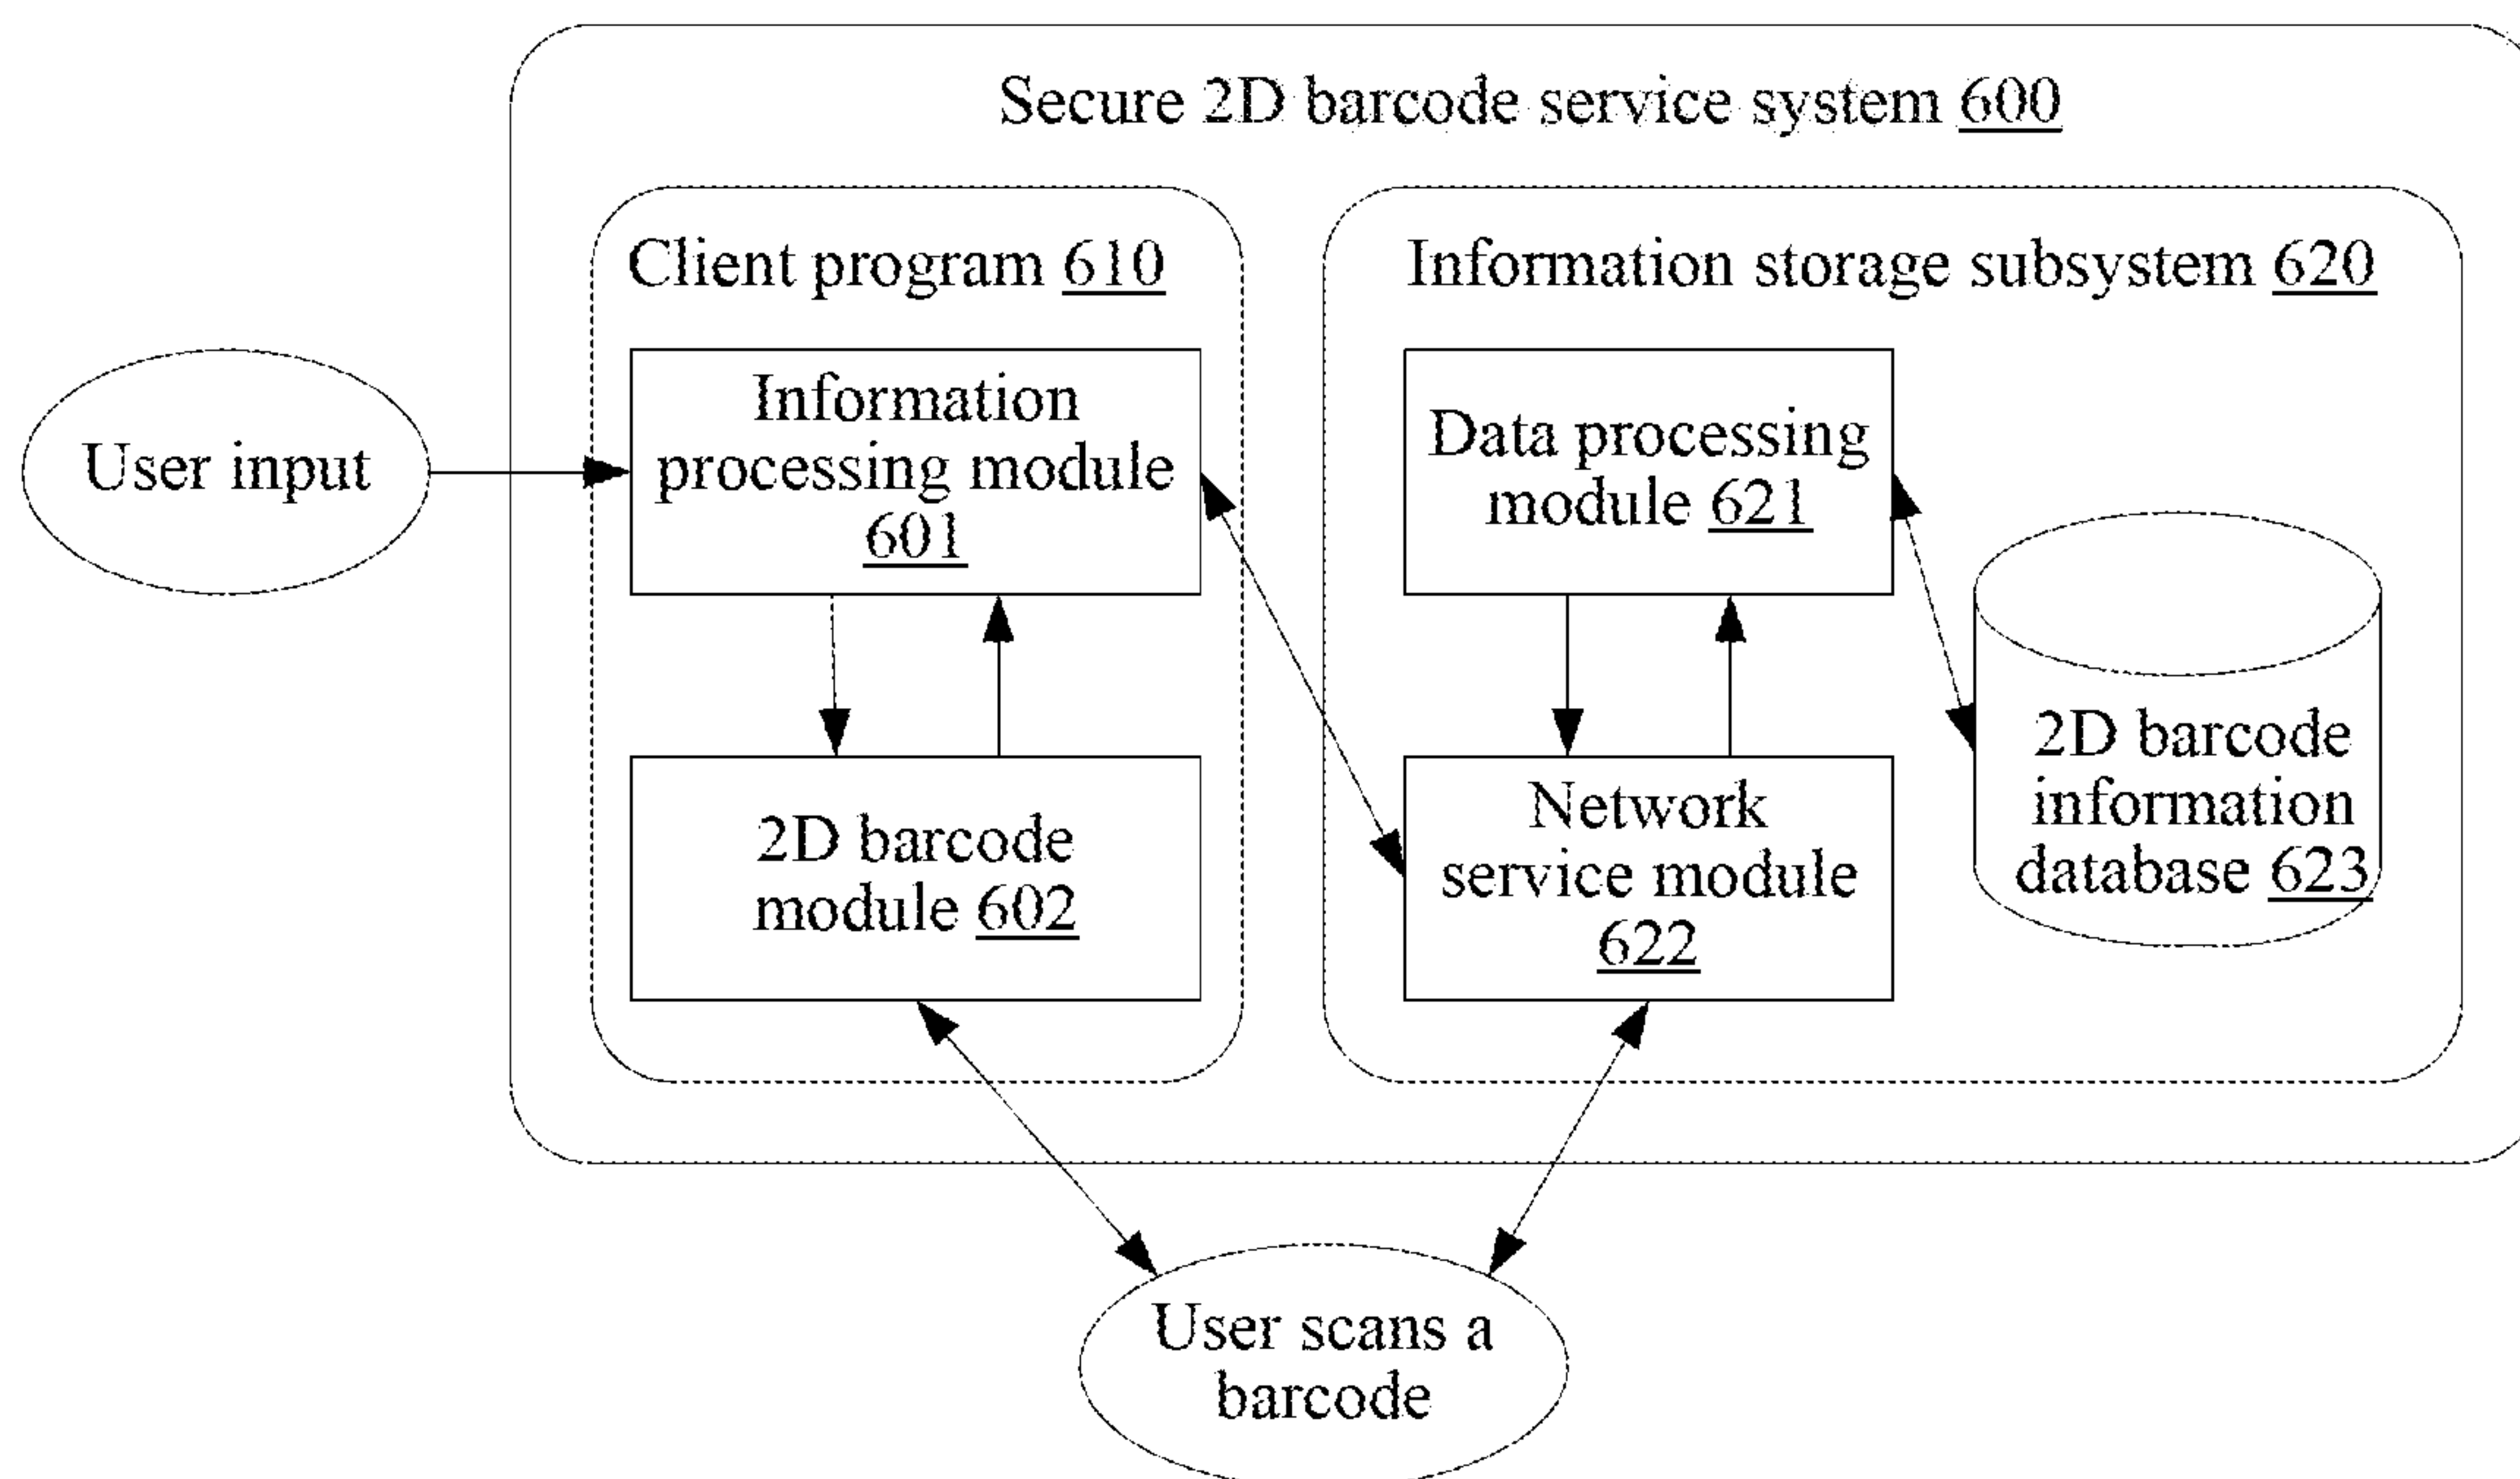 Secure 2D barcode service system 600
Client program 610
Information storage subsystem 620
User input
Information
processing module
601
Data processing
module 621
2D barcode
module 602
Network
service module
622
2D barcode
information
database 623
User scans a
barcode